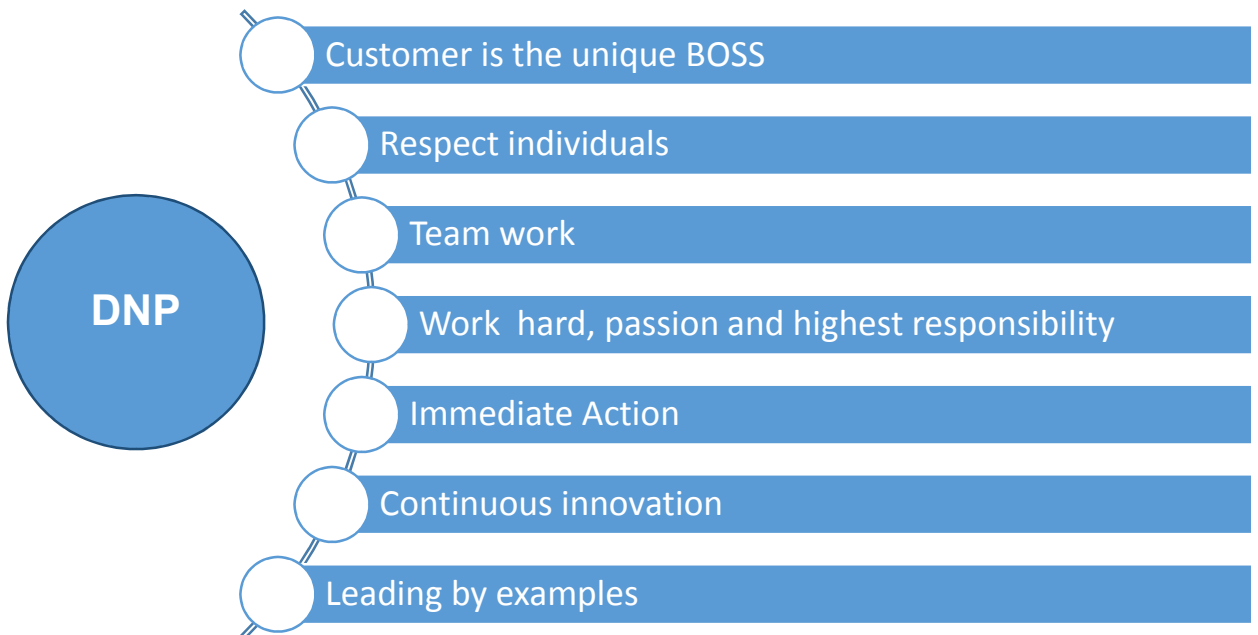 Customer is the unique BOSS
Respect individuals
Team work
DNP
Work  hard, passion and highest responsibility
Immediate Action
Continuous innovation
Leading by examples